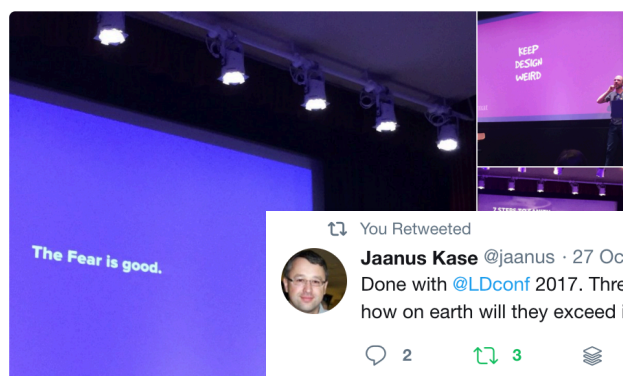 The Fear is good.
KEEP
DESIGN
WEIRD
You Retweeted
Jaanus Kase @jaanus · 27 Oc
Done with @LDconf 2017. Thre
how on earth will they exceed i
2
3